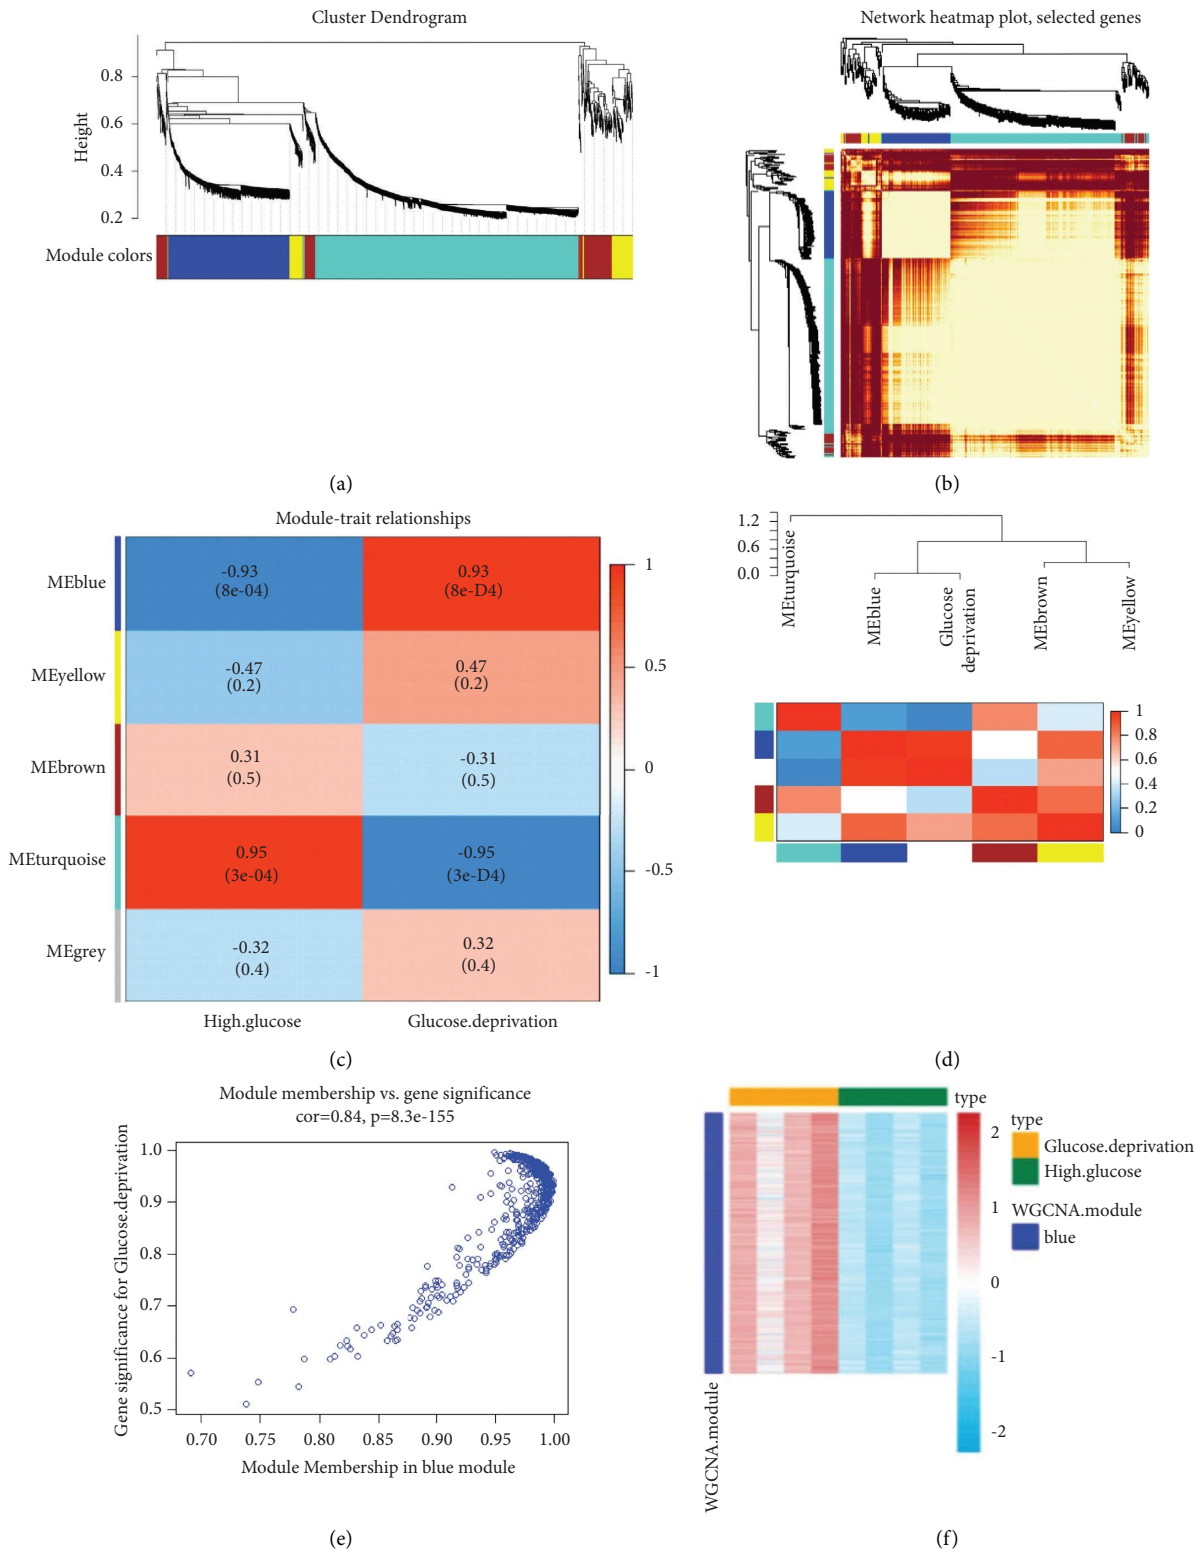 Cluster Dendrogram
Height
0.8
0.6
0.4
0.2
Module colors
(a)
Network heatmap plot, selected genes
(b)
Module-trait relationships
MEblue
MEyellow
MEbrown
MEturquoise
MEgrey
-0.93
(8e-04)
0.93
(8e-D4)
-0.47
(0.2)
0.47
(0.2)
0.31
(0.5)
-0.31
(0.5)
0.95
(3e-04)
-0.95
(3e-D4)
-0.32
(0.4)
0.32
(0.4)
High.glucose
Glucose.deprivation
1
0.5
0
-0.5
-1
(c)
1.2
0.6
0.0
MEturquoise
MEblue
Glucose
deprivation
MEbrown
MEyellow
1
0.8
0.6
0.4
0.2
0
(d)
Module membership vs. gene significance
cor=0.84, p=8.3e-155
Gene significance for Glucose.deprivation
1.0
0.9
0.8
0.7
0.6
0.5
0.70
0.75
0.80
0.85
0.90
0.95
1.00
Module Membership in blue module
(e)
type
2
1
0
-1
-2
type
Glucose.deprivation
High.glucose
WGCNA.module
blue
WGCNA.module
(f)